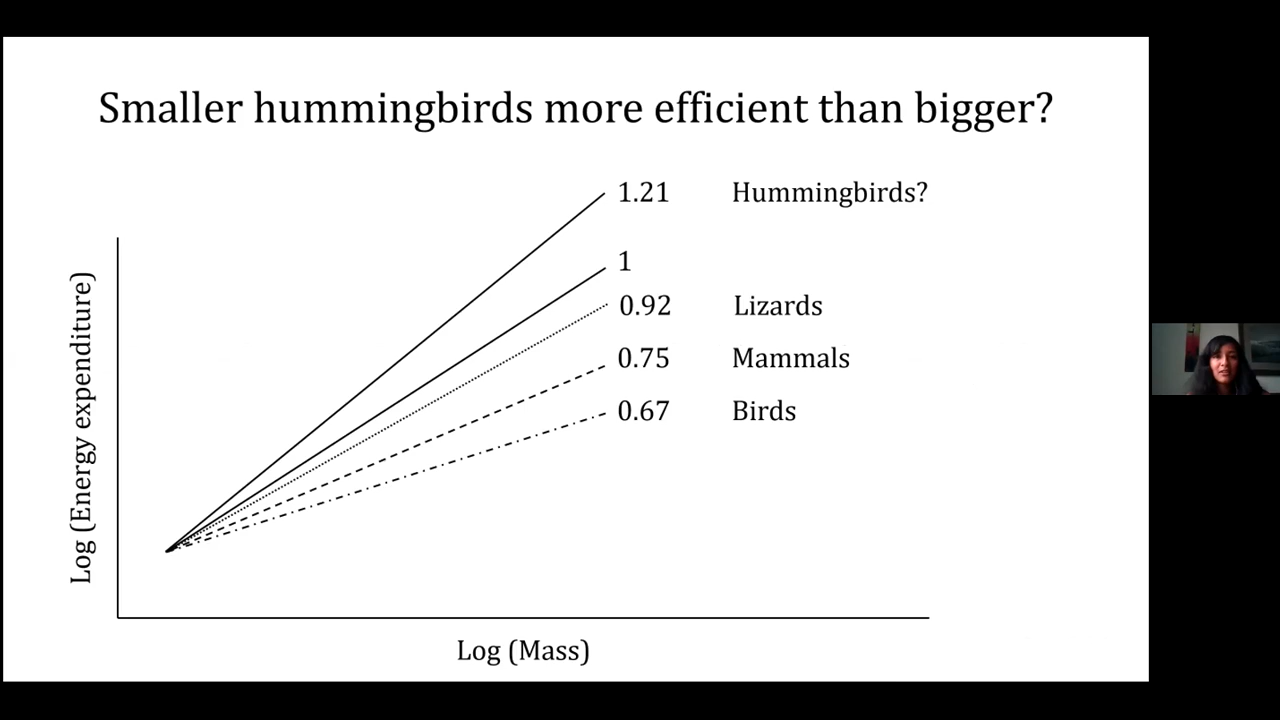 Smaller hummingbirds more efficient than bigger?
1.21 Hummingbirds?
1
0.92 Lizards
0.75 Mammals
0.67 Birds
Log (Energy expenditure)
Log (Mass)